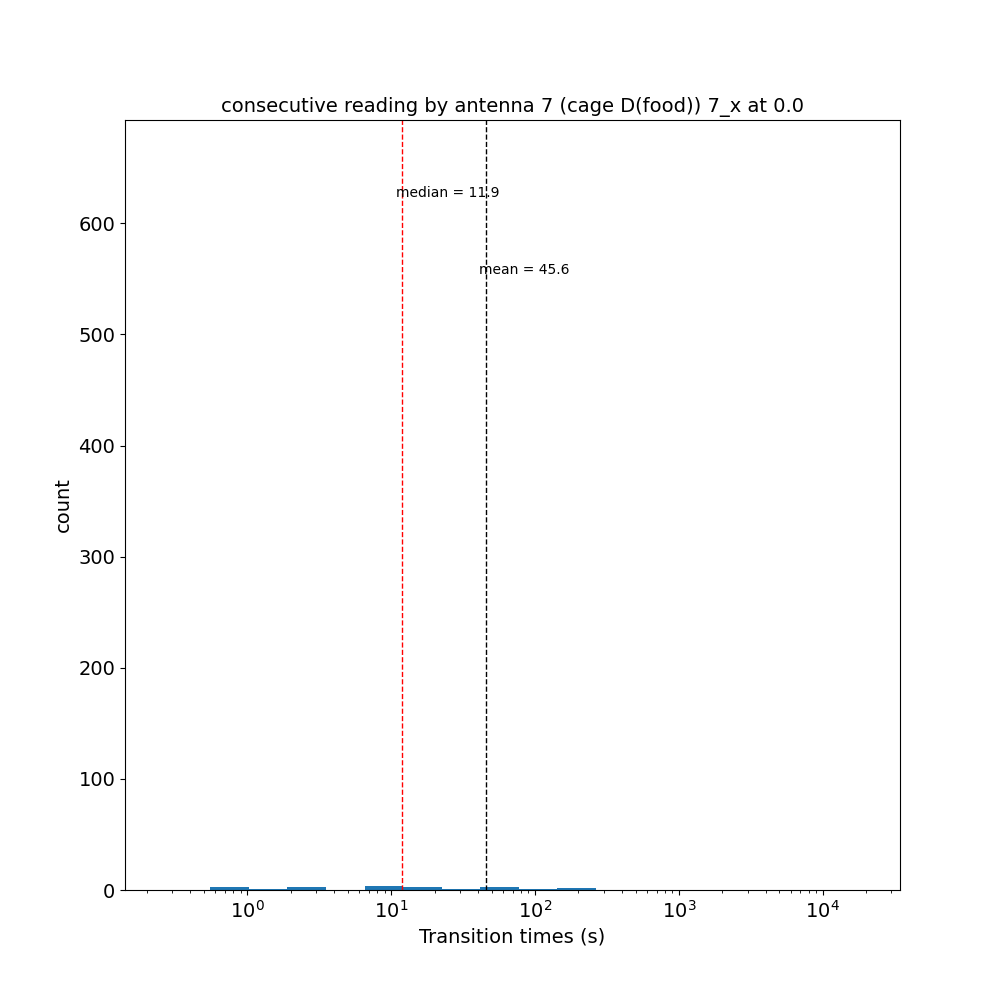 consecutive reading by antenna 7 (cage D(food)) 7_x at 0.0
median = 11.9
mean = 45.6
600
500
400
300
200
100
0
count
10^0 10^1 10^2 10^3 10^4
Transition times (s)